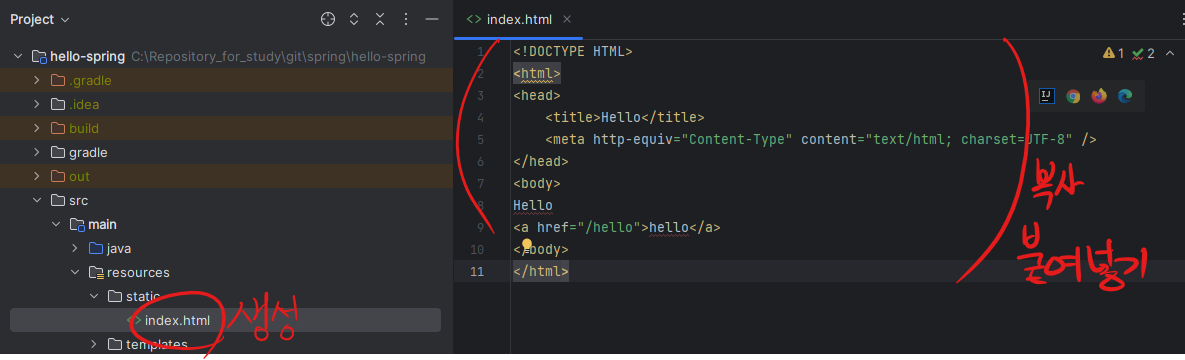 Project
hello-spring C:\Repository_for_study\git\spring\hello-spring
.gradle
.idea
build
gradle
out
src
main
java
resources
static
index.html
templates
생성
index.html
1 <!DOCTYPE HTML>
2 <html>
3 <head>
4 <title>Hello</title>
5 <meta http-equiv="Content-Type" content="text/html; charset=UTF-8" />
6 </head>
7 <body>
8 Hello
9 <a href="/hello">hello</a>
10 </body>
11 </html>
1 2
IJ
복사
붙여넣기